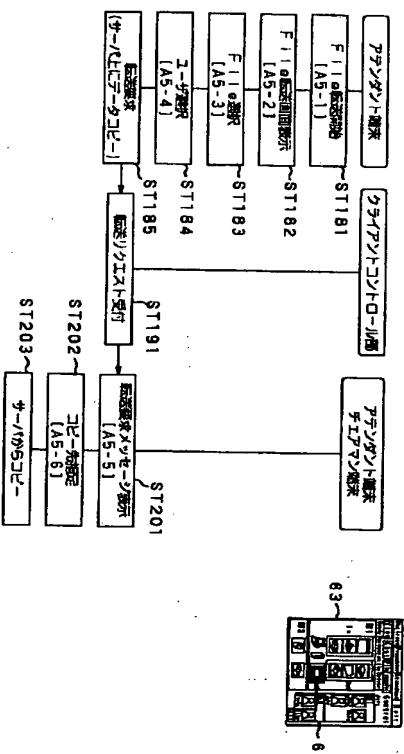 アテンダント端末
File転送開始
[A5-1]
ST181
File転送画面表示
[A5-2]
ST182
File選択
[A5-3]
ST183
ユーザ選択
[A5-4]
ST184
転送要求
(サーバ上にデータコピー)
ST185
クライアントコントロール部
転送リクエスト受付
ST191
アテンダント端末
チェアマン端末
転送要求メッセージ表示
[A5-5]
ST201
コピー先指定
[A5-6]
ST202
サーバからコピー
ST203
83
6